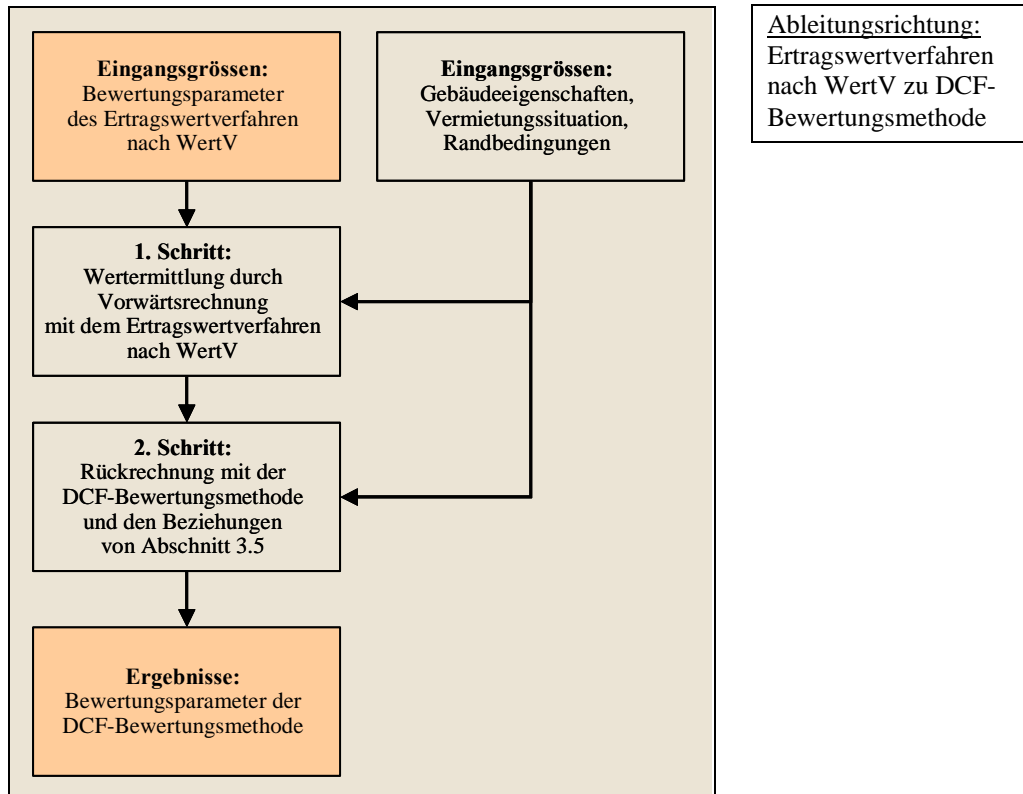 Eingangsgrössen:
Bewertungsparameter
des Ertragswertverfahren
nach WertV
Eingangsgrössen:
Gebäudeeigenschaften,
Vermietungssituation,
Randbedingungen
Ableitungsrichtung:
Ertragswertverfahren
nach WertV zu DCF-
Bewertungsmethode
1. Schritt:
Wertermittlung durch
Vorwärtsrechnung
mit dem Ertragswertverfahren
nach WertV
2. Schritt:
Rückrechnung mit der
DCF-Bewertungsmethode
und den Beziehungen
von Abschnitt 3.5
Ergebnisse:
Bewertungsparameter der
DCF-Bewertungsmethode